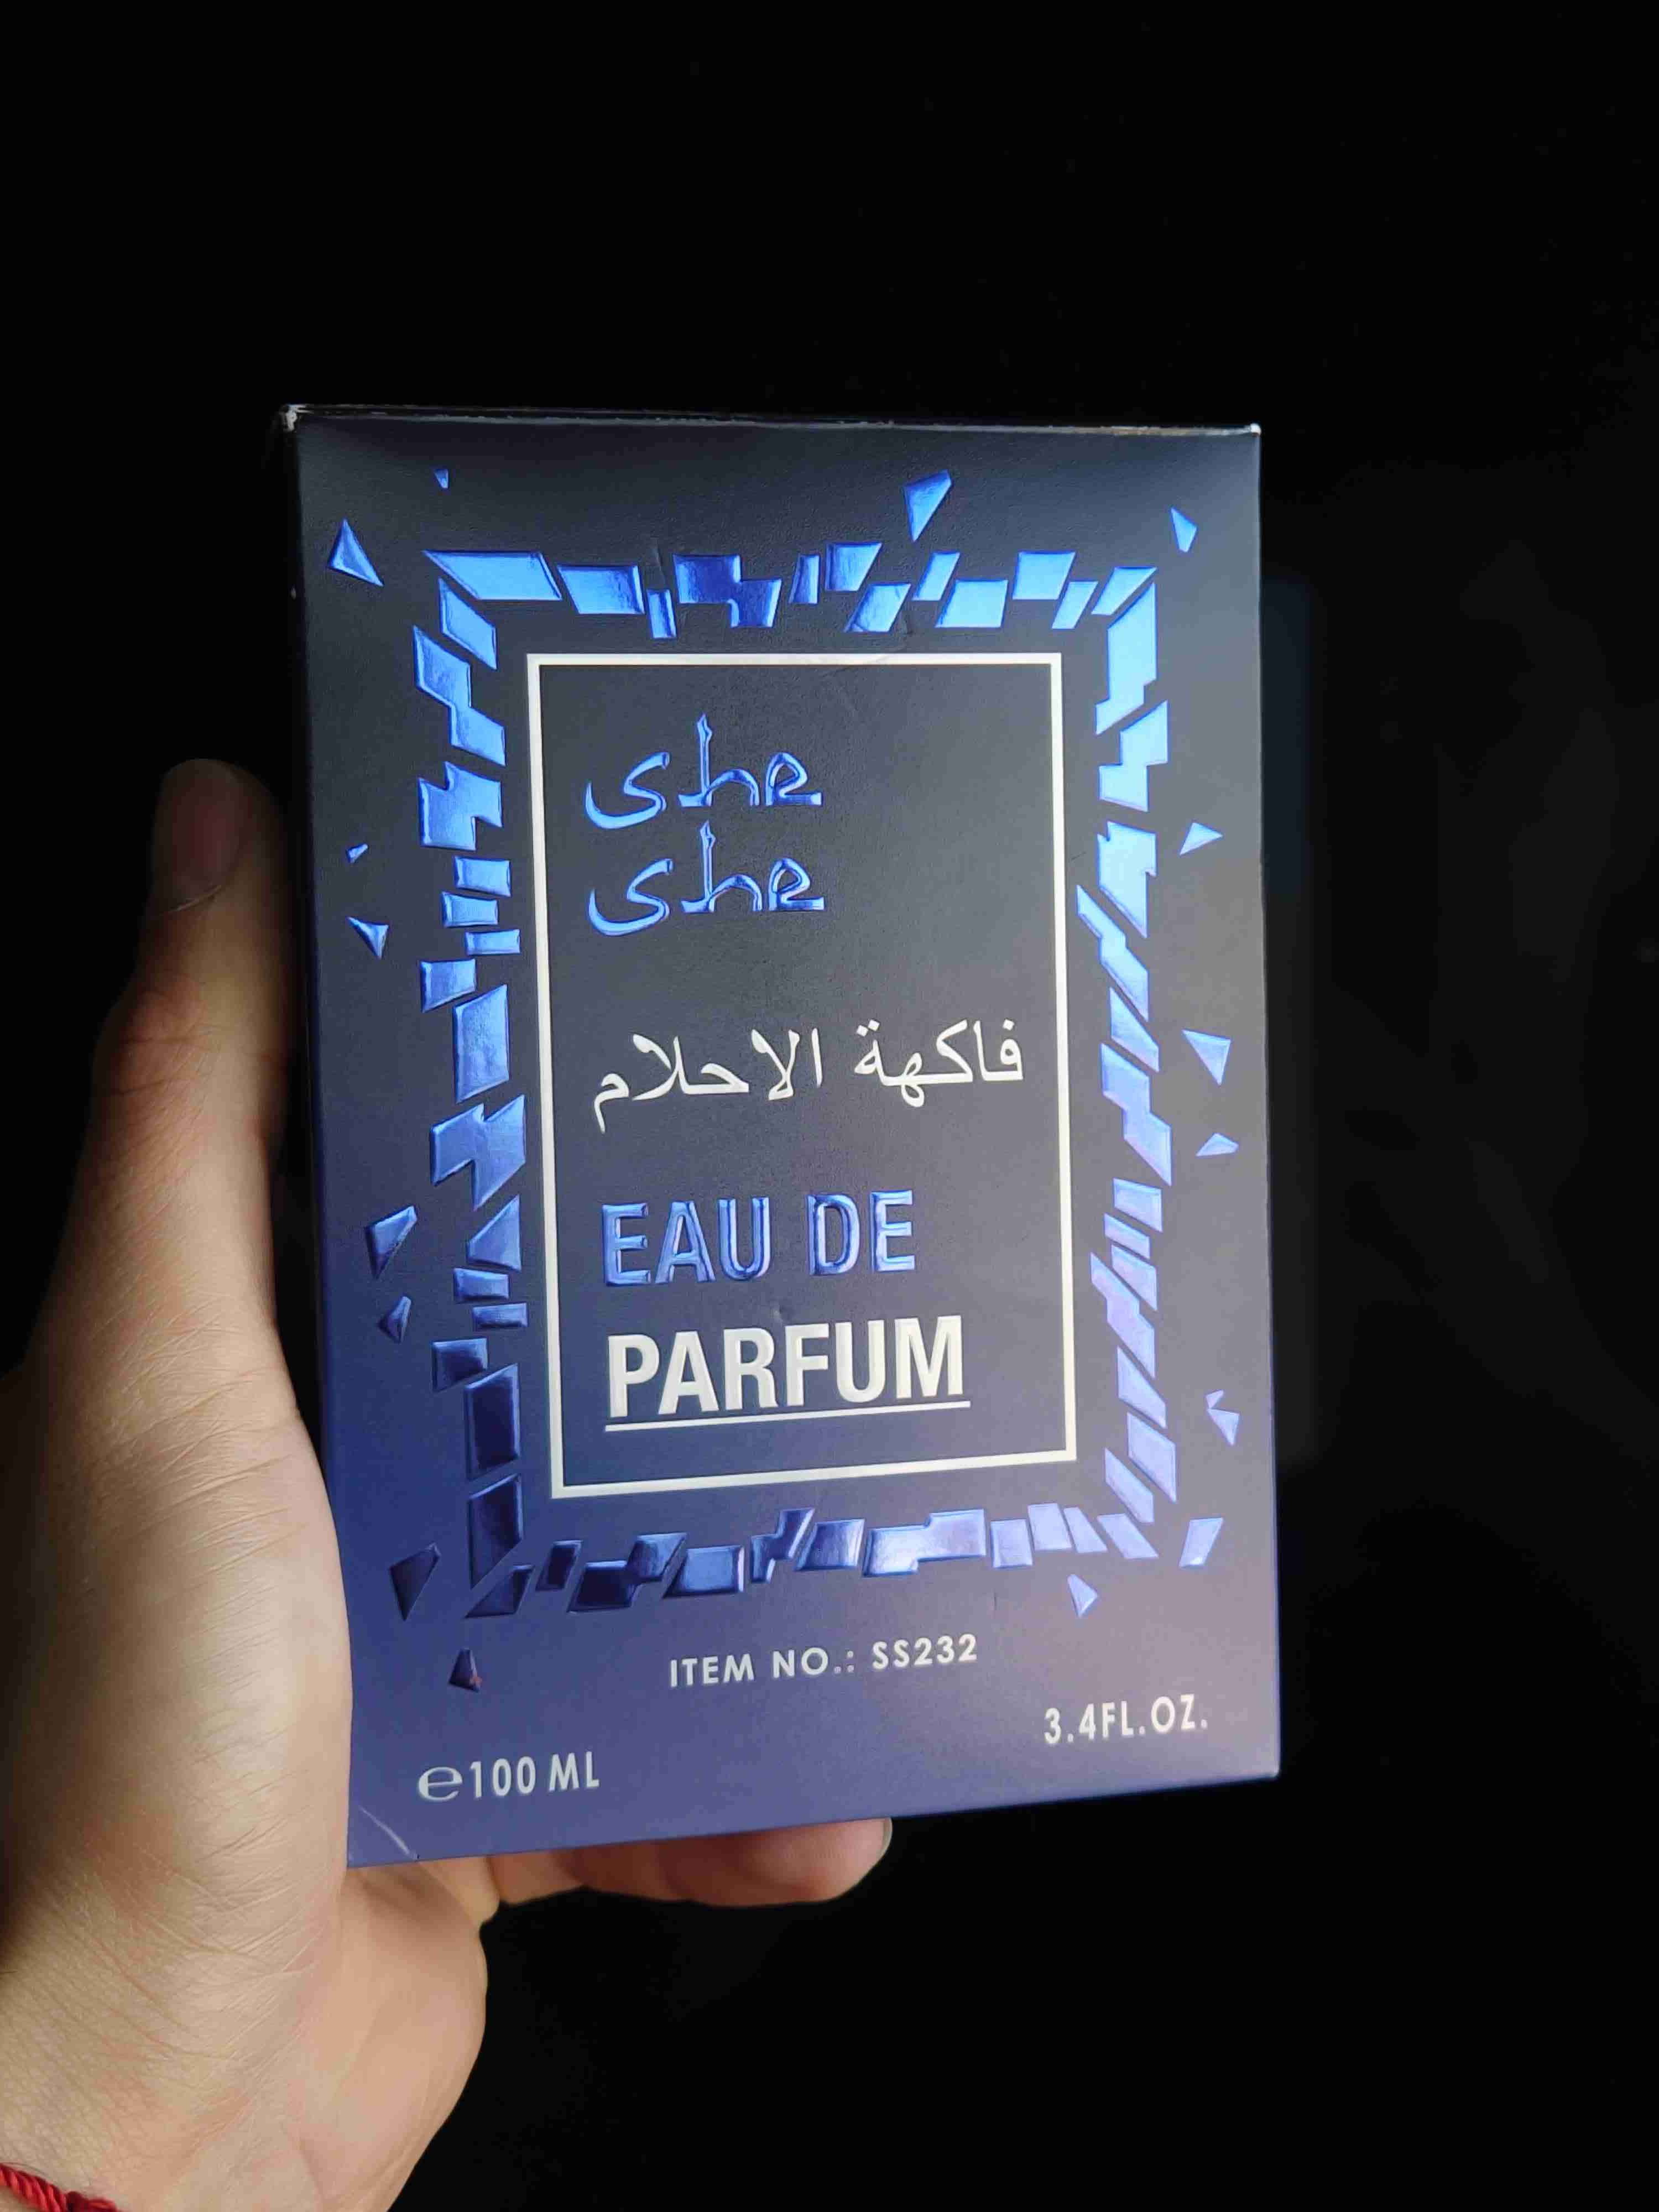 she
she
فاكهة الاحلام
EAU DE
PARFUM
ITEM NO.: SS232
3.4FL.OZ.
℮100 ML